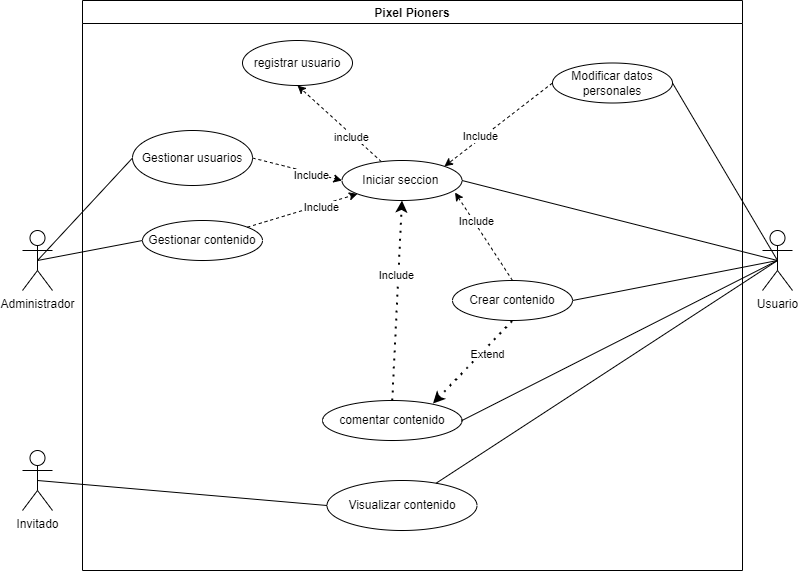 Pixel Pioners
registrar usuario
Modificar datos
personales
include
Include
Gestionar usuarios
Include
Iniciar seccion
Include
Include
Gestionar contenido
Include
Administrador
Crear contenido
Usuario
Extend
comentar contenido
Visualizar contenido
Invitado